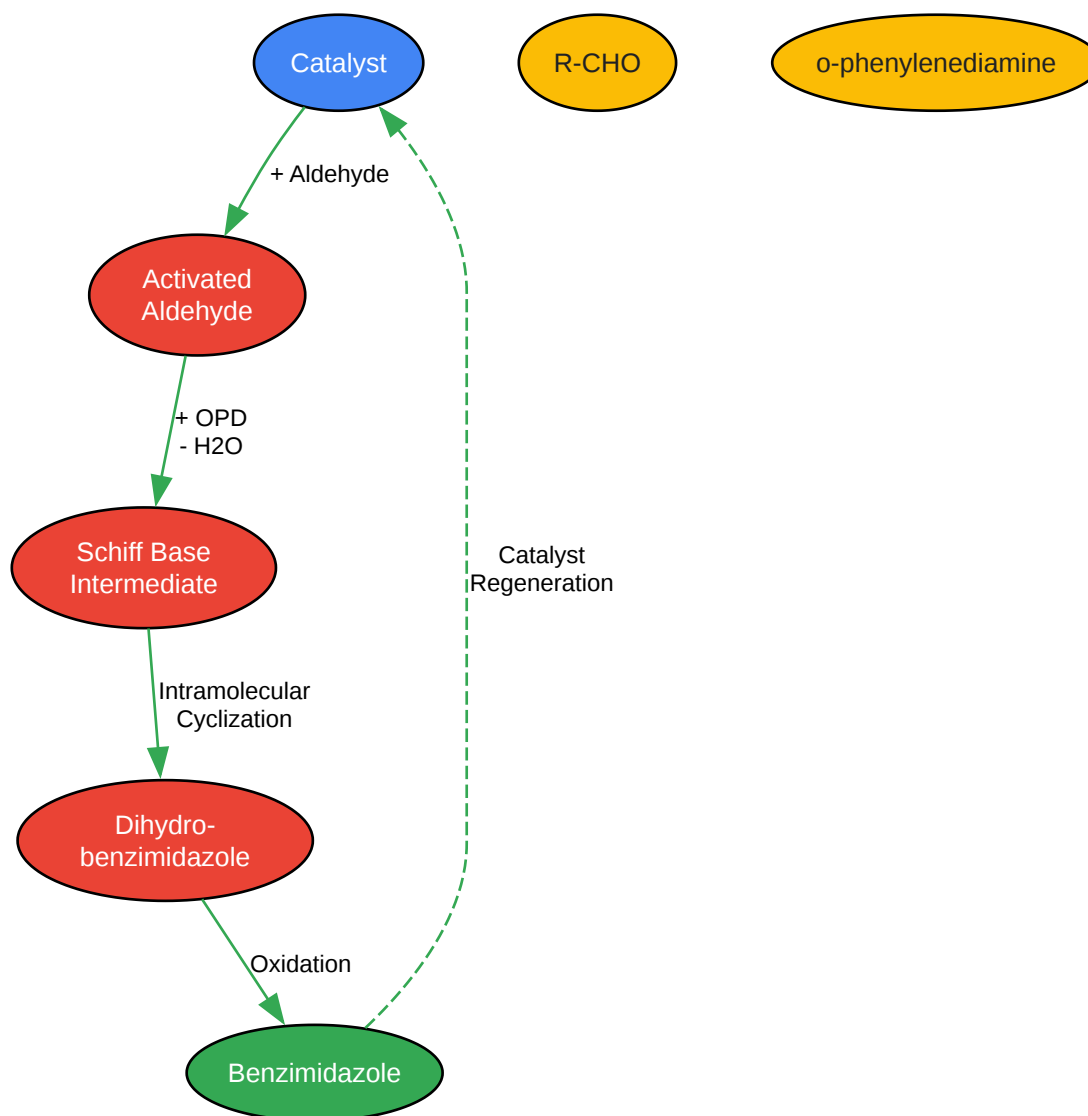 Catalyst
R-CHO
o-phenylenediamine
+ Aldehyde
Activated
Aldehyde
+ OPD
- H2O
Schiff Base
Intermediate
Catalyst
Regeneration
Intramolecular
Cyclization
Dihydro-
benzimidazole
Oxidation
Benzimidazole